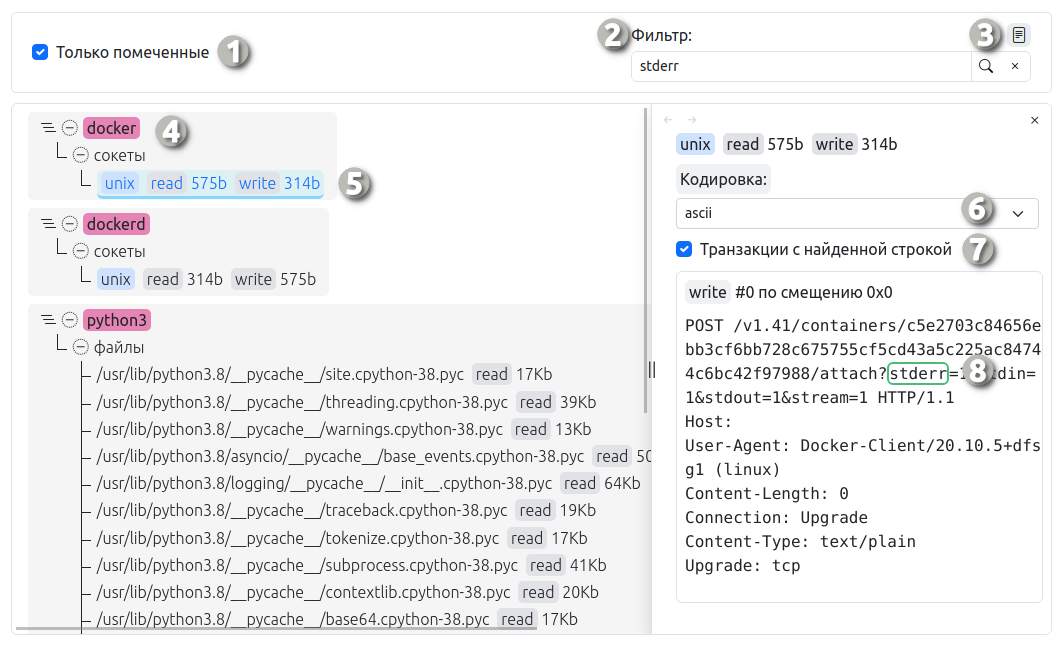 Только помеченные 1
2 Фильтр: 3
stderr
docker 4
сокеты
unix read 575b write 314b 5
dockerd
сокеты
unix read 314b write 575b
python3
файлы
/usr/lib/python3.8/__pycache__/site.cpython-38.pyc read 17Kb
/usr/lib/python3.8/__pycache__/threading.cpython-38.pyc read 39Kb
/usr/lib/python3.8/__pycache__/warnings.cpython-38.pyc read 13Kb
/usr/lib/python3.8/asyncio/__pycache__/base_events.cpython-38.pyc read 50
/usr/lib/python3.8/logging/__pycache__/__init__.cpython-38.pyc read 64Kb
/usr/lib/python3.8/__pycache__/traceback.cpython-38.pyc read 19Kb
/usr/lib/python3.8/__pycache__/tokenize.cpython-38.pyc read 17Kb
/usr/lib/python3.8/__pycache__/subprocess.cpython-38.pyc read 41Kb
/usr/lib/python3.8/__pycache__/contextlib.cpython-38.pyc read 20Kb
/usr/lib/python3.8/__pycache__/base64.cpython-38.pyc read 17Kb
unix read 575b write 314b
Кодировка:
ascii 6
Транзакции с найденной строкой 7
write #0 по смещению 0x0
POST /v1.41/containers/c5e2703c84656e
bb3cf6bb728c675755cf5cd43a5c225ac8474
4c6bc42f97988/attach?stderr=1 8 din=
1&stdout=1&stream=1 HTTP/1.1
Host:
User-Agent: Docker-Client/20.10.5+dfs
g1 (linux)
Content-Length: 0
Connection: Upgrade
Content-Type: text/plain
Upgrade: tcp